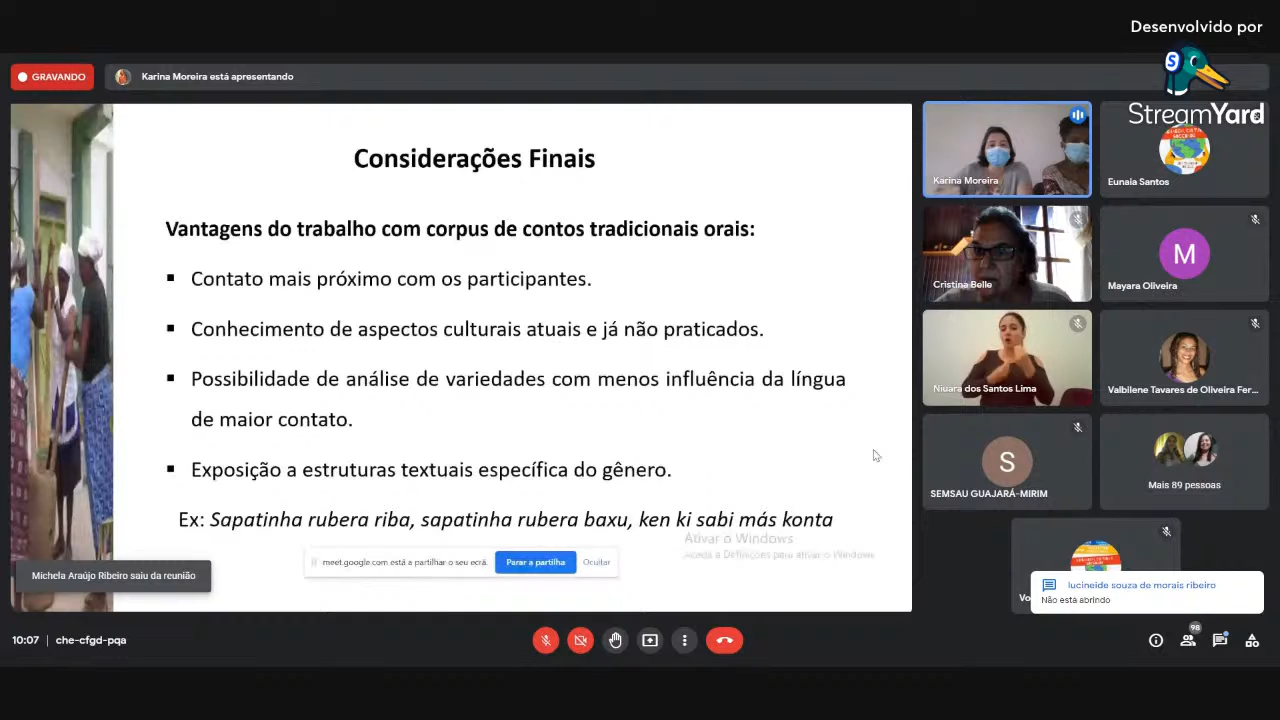 Desenvolvido por
StreamYard
GRAVANDO
Karina Moreira está apresentando
Considerações Finais
Vantagens do trabalho com corpus de contos tradicionais orais:
Contato mais próximo com os participantes.
Conhecimento de aspectos culturais atuais e já não praticados.
Possibilidade de análise de variedades com menos influência da língua
de maior contato.
Exposição a estruturas textuais específica do gênero.
Ex: Sapatinha rubera riba, sapatinha rubera baxu, ken ki sabi más konta
Ativar o Windows
Aceda a Definições para ativar o Windows.
meet.google.com está a partilhar o seu ecrã.
Parar a partilha
Ocultar
Michela Araújo Ribeiro saiu da reunião
Karina Moreira
Eunaia Santos
Cristina Belle
M
Mayara Oliveira
Niuara dos Santos Lima
Valbilene Tavares de Oliveira Fer...
S
SEMSAU GUAJARÁ-MIRIM
Mais 89 pessoas
Vo
lucineide souza de morais ribeiro
Não está abrindo
10:07 | che-cfgd-pqa
98